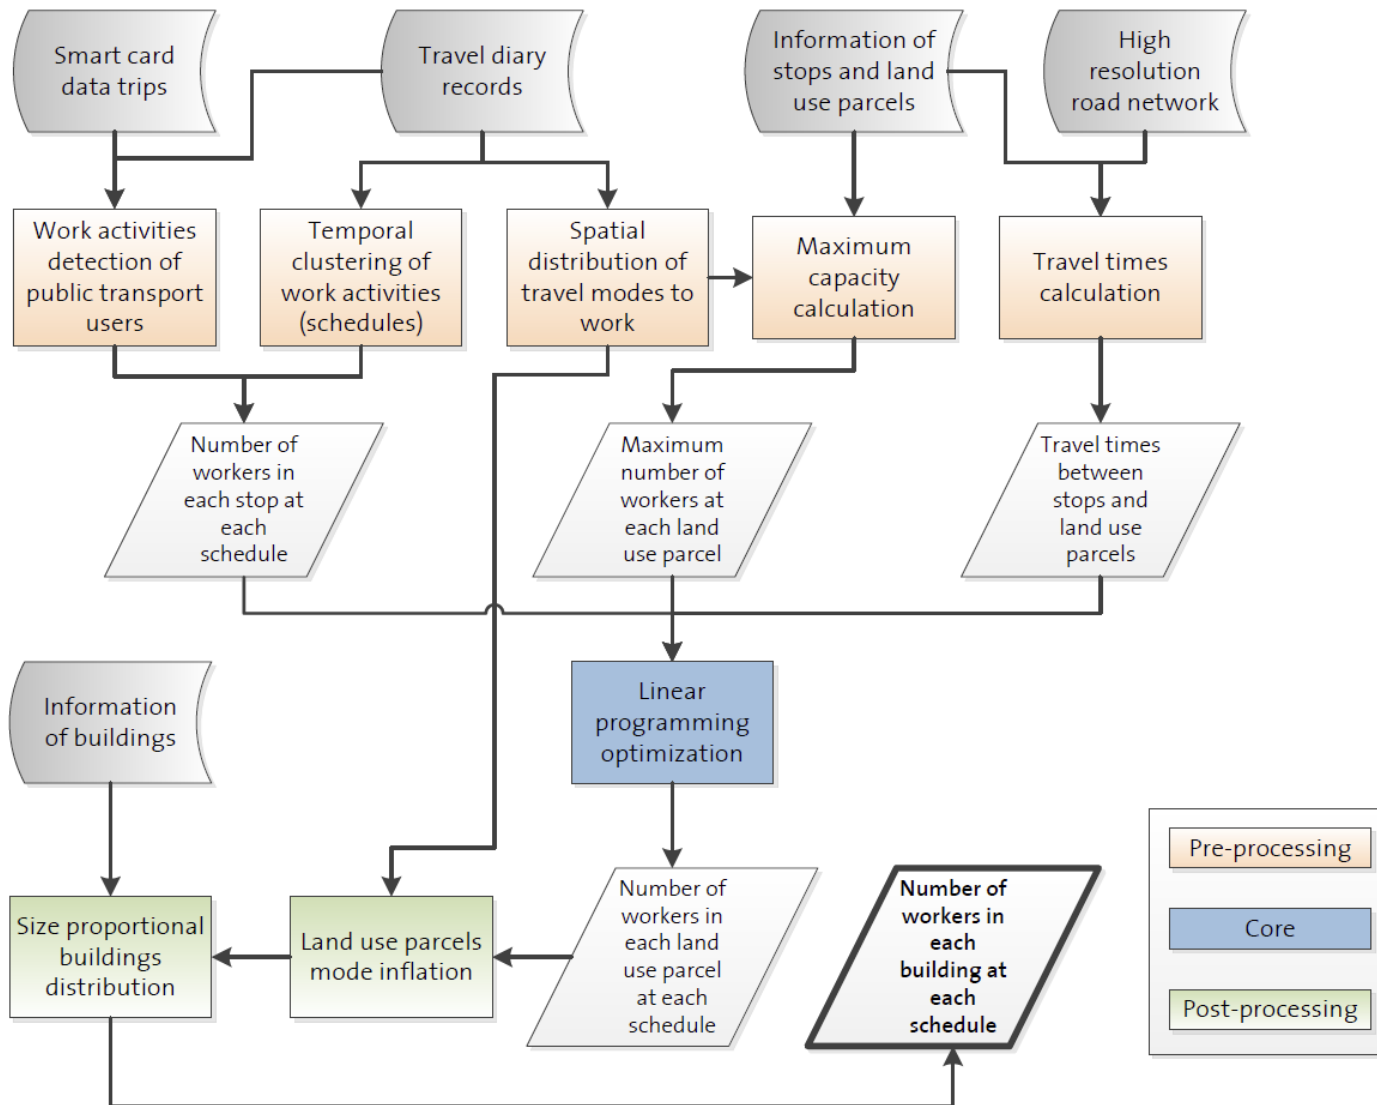 Smart card
data trips
Travel diary
records
Information of
stops and land
use parcels
High
resolution
road network
Work activities
detection of
public transport
users
Temporal
clustering of
work activities
(schedules)
Spatial
distribution of
travel modes to
work
Maximum
capacity
calculation
Travel times
calculation
Number of
workers in
each stop at
each
schedule
Maximum
number of
workers at
each land
use parcel
Travel times
between
stops and
land use
parcels
Information
of buildings
Linear
programming
optimization
Size proportional
buildings
distribution
Land use parcels
mode inflation
Number of
workers in
each land
use parcel
at each
schedule
Number of
workers in
each
building at
each
schedule
Pre-processing
Core
Post-processing